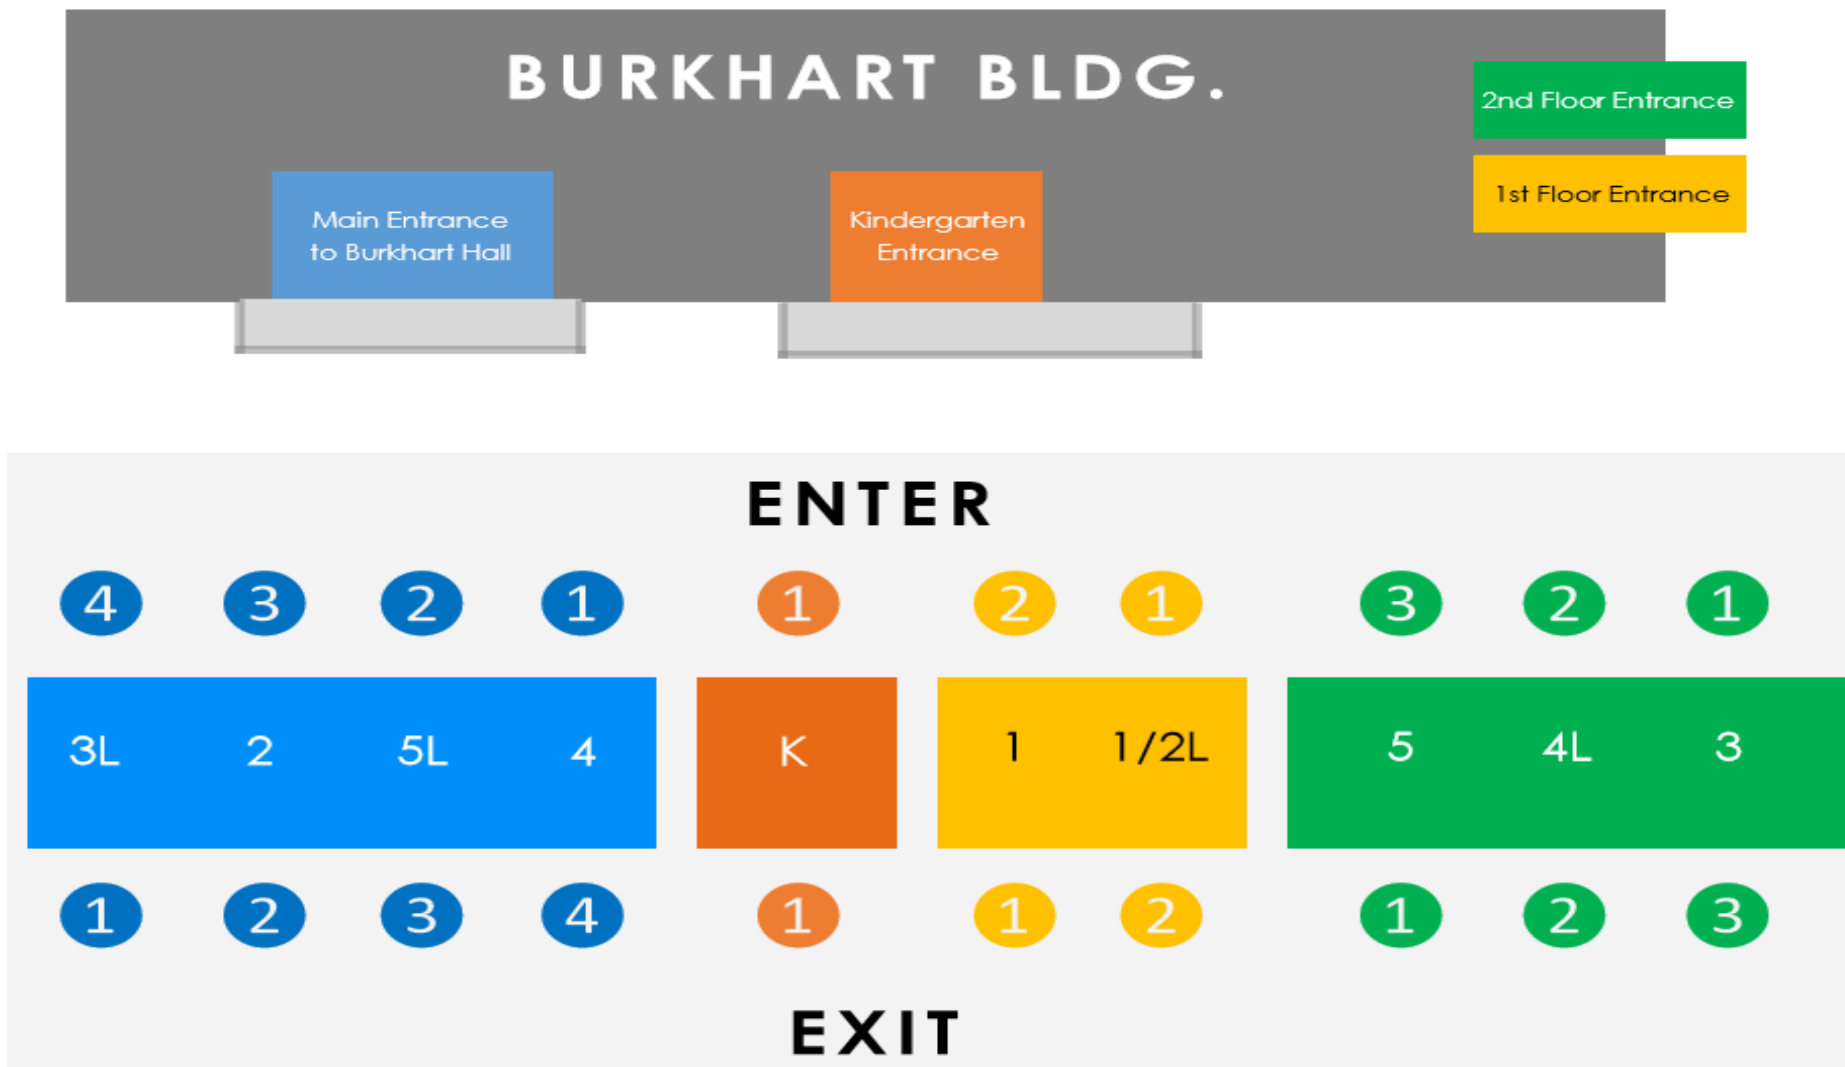 BURKHART BLDG.
2nd Floor Entrance
1st Floor Entrance
Main Entrance
to Burkhart Hall
Kindergarten
Entrance
ENTER
4 3 2 1 1 2 1 3 2 1
3L 2 5L 4 K 1 1/2L 5 4L 3
1 2 3 4 1 1 2 1 2 3
EXIT